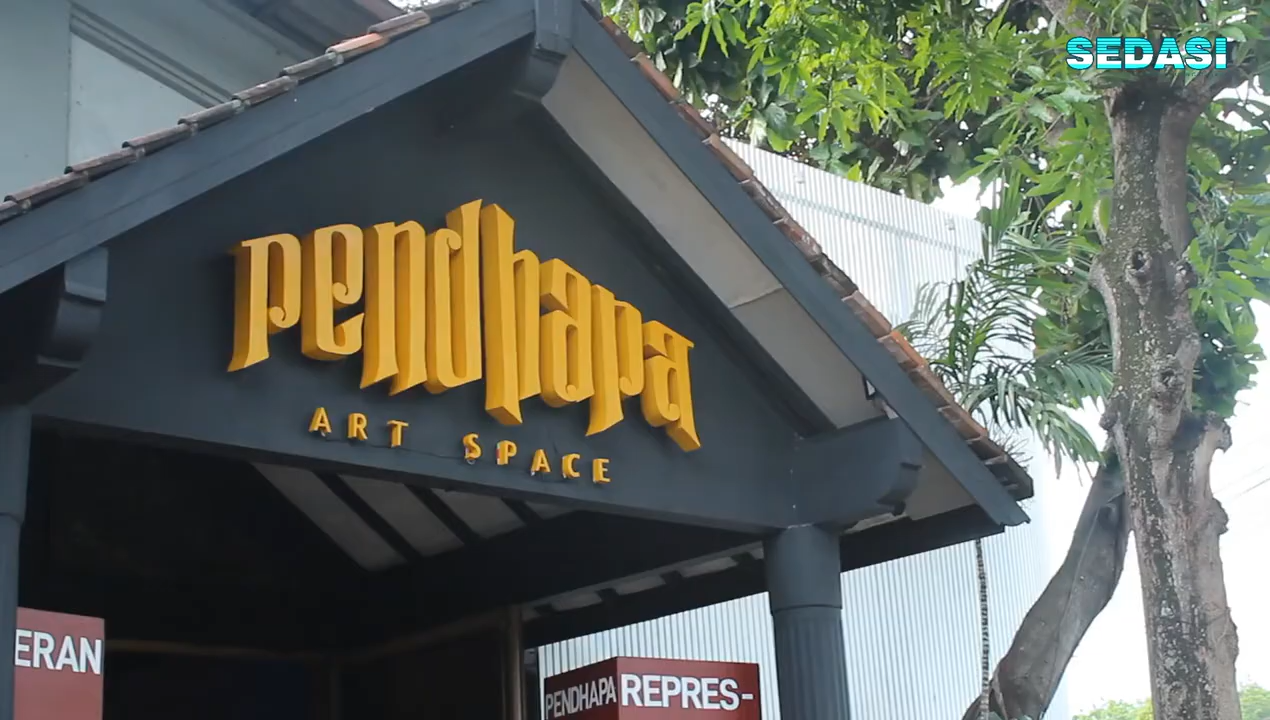 SEDASI
pendhapa
ART SPACE
ERAN
PENDHAPA REPRES-